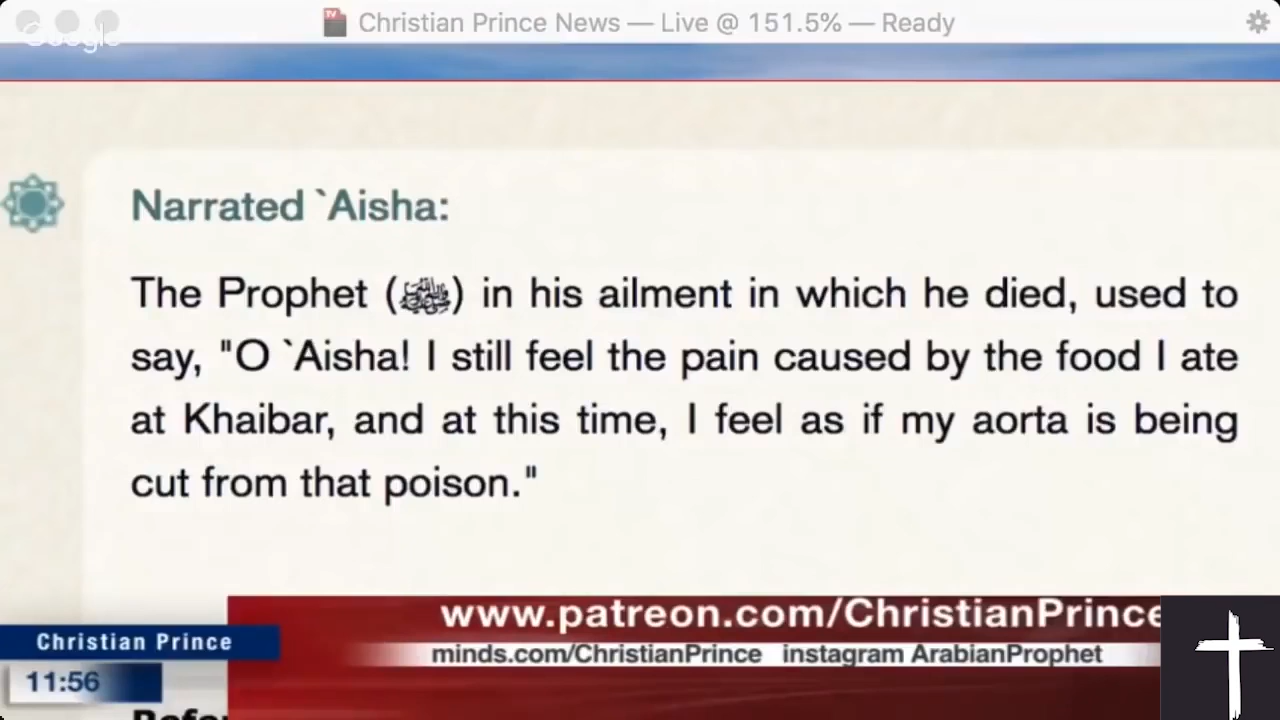 Christian Prince News — Live @ 151.5% — Ready
Google
Narrated `Aisha:
The Prophet (ﷺ) in his ailment in which he died, used to
say, "O `Aisha! I still feel the pain caused by the food I ate
at Khaibar, and at this time, I feel as if my aorta is being
cut from that poison."
www.patreon.com/ChristianPrince
minds.com/ChristianPrince instagram ArabianProphet
Christian Prince
11:56